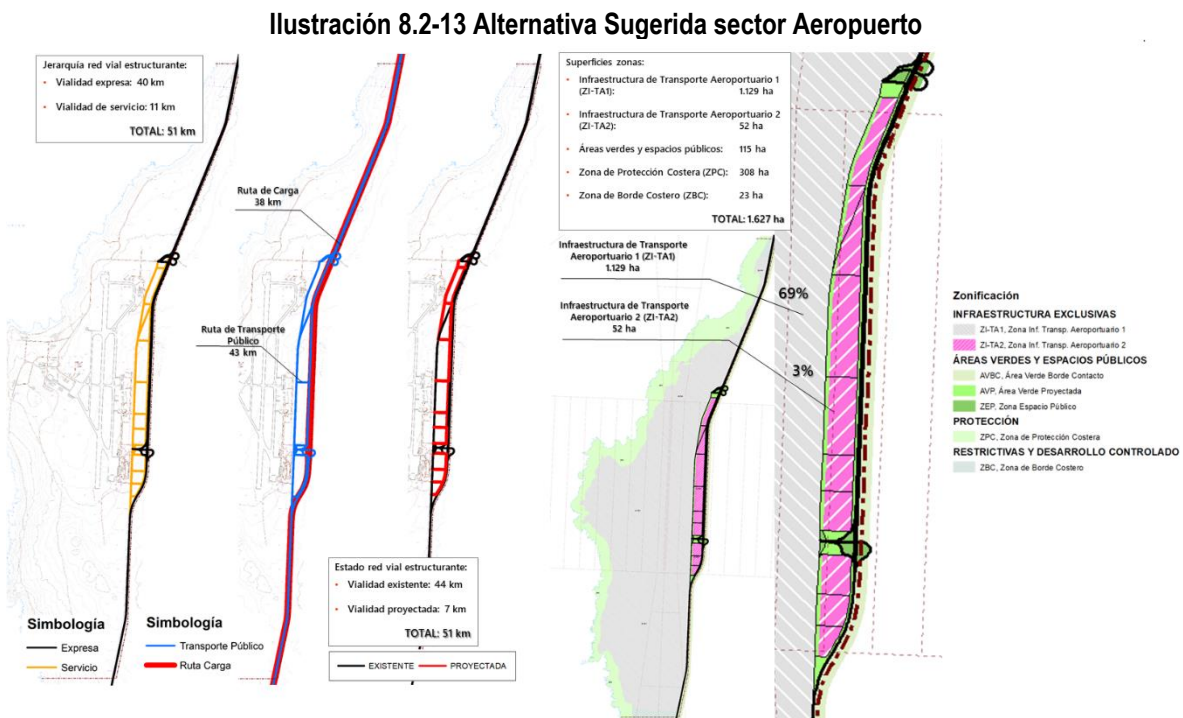 Ilustración 8.2-13 Alternativa Sugerida sector Aeropuerto
Jerarquía red vial estructurante:
• Vialidad expresa: 40 km
• Vialidad de servicio: 11 km
TOTAL: 51 km
Ruta de Carga
38 km
Ruta de Transporte
Público
43 km
Estado red vial estructurante:
• Vialidad existente: 44 km
• Vialidad proyectada: 7 km
TOTAL: 51 km
Simbología
Expresa
Servicio
Simbología
Transporte Público
Ruta Carga
EXISTENTE
PROYECTADA
Superficies zonas:
• Infraestructura de Transporte Aeroportuario 1
(ZI-TA1): 1.129 ha
• Infraestructura de Transporte Aeroportuario 2
(ZI-TA2): 52 ha
• Áreas verdes y espacios públicos: 115 ha
• Zona de Protección Costera (ZPC): 308 ha
• Zona de Borde Costero (ZBC): 23 ha
TOTAL: 1.627 ha
Infraestructura de Transporte
Aeroportuario 1 (ZI-TA1)
1.129 ha
69%
Infraestructura de Transporte
Aeroportuario 2 (ZI-TA2)
52 ha
3%
Zonificación
INFRAESTRUCTURA EXCLUSIVAS
ZI-TA1, Zona Inf. Transp. Aeroportuario 1
ZI-TA2, Zona Inf. Transp. Aeroportuario 2
ÁREAS VERDES Y ESPACIOS PÚBLICOS
AVBC, Área Verde Borde Contacto
AVP, Área Verde Proyectada
ZEP, Zona Espacio Público
PROTECCIÓN
ZPC, Zona de Protección Costera
RESTRICTIVAS Y DESARROLLO CONTROLADO
ZBC, Zona de Borde Costero